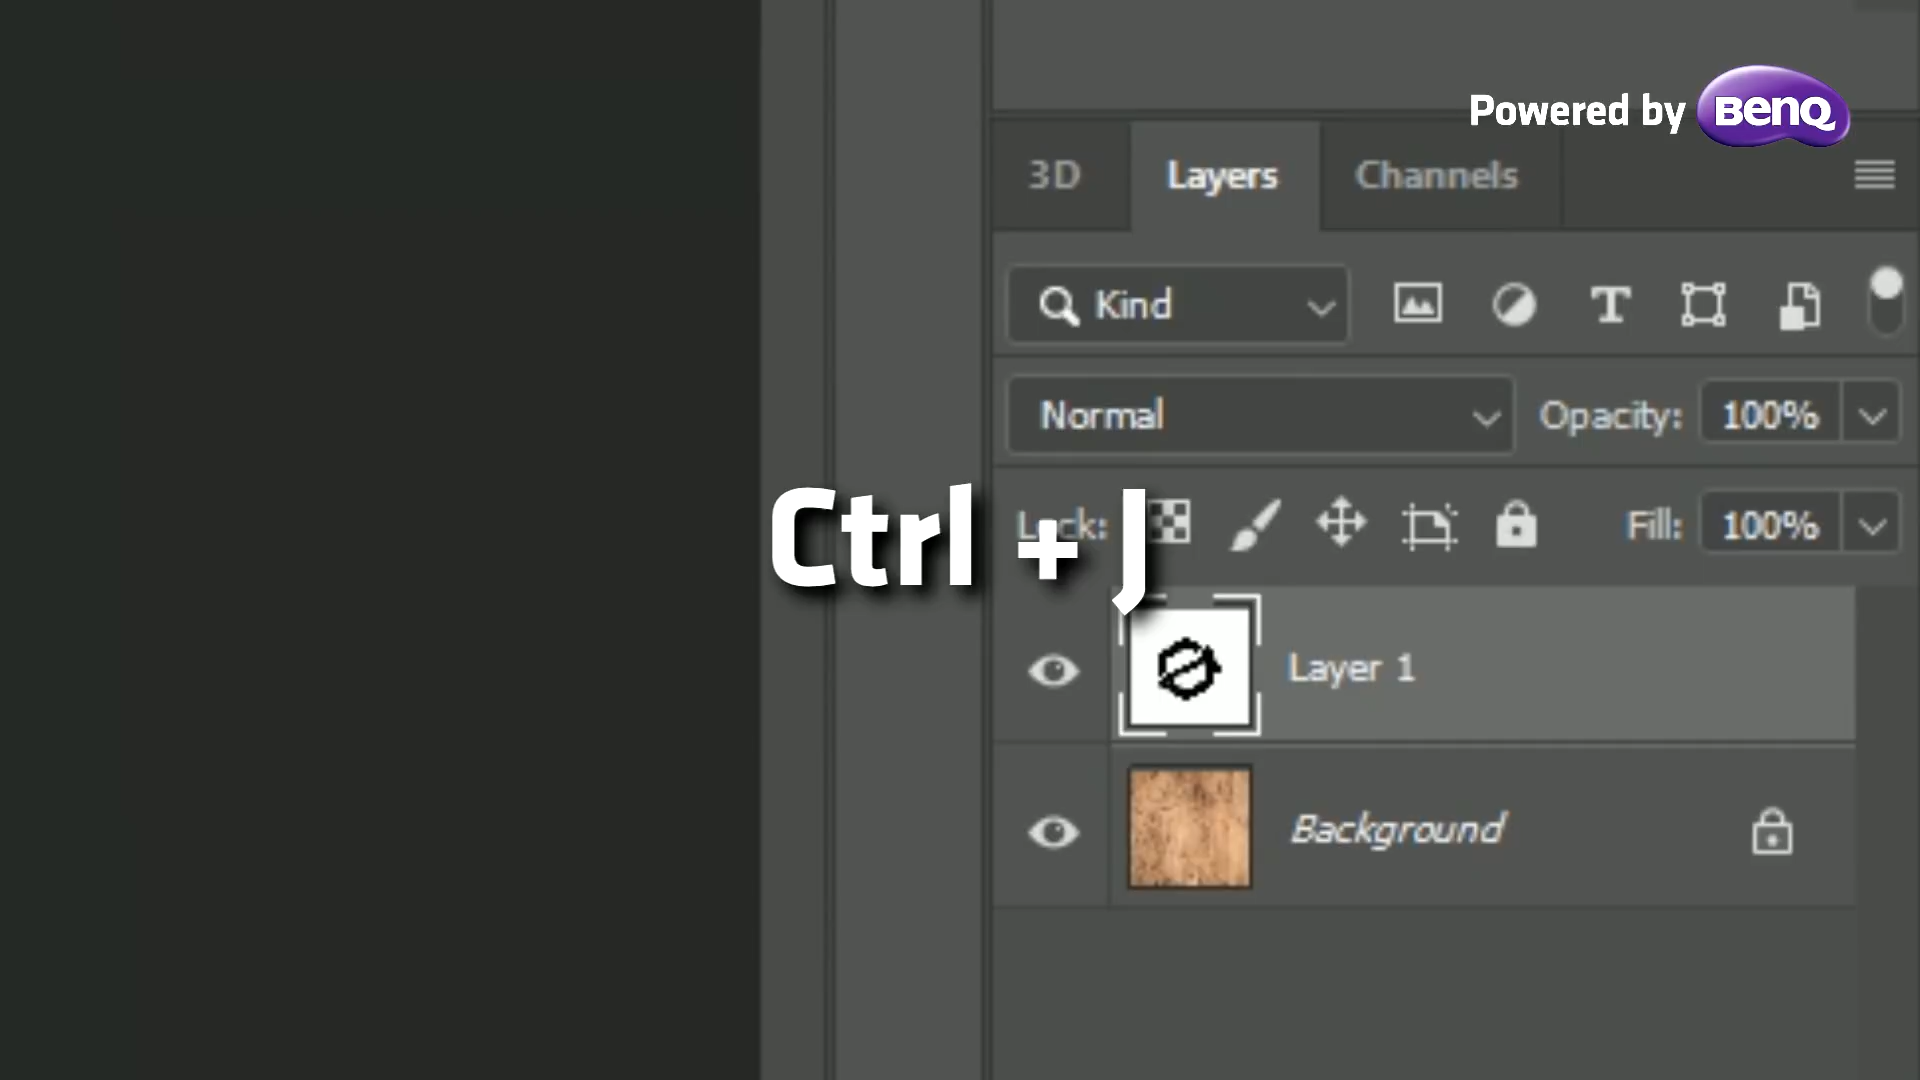 Powered by BenQ
3D Layers Channels
Kind T
Normal Opacity: 100%
Lock: Fill: 100%
Ctrl + J
Layer 1
Background